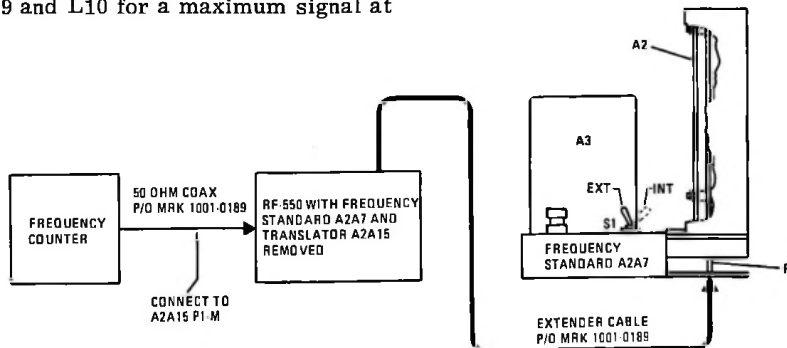 9 and L10 for a maximum signal at
A2
A3
EXT
INT
S1
FREQUENCY
COUNTER
50 OHM COAX
P/O MRK 1001-0189
RF-550 WITH FREQUENCY
STANDARD A2A7 AND
TRANSLATOR A2A15
REMOVED
FREQUENCY
STANDARD A2A7
CONNECT TO
A2A15 P1-M
EXTENDER CABLE
P/O MRK 1001-0189